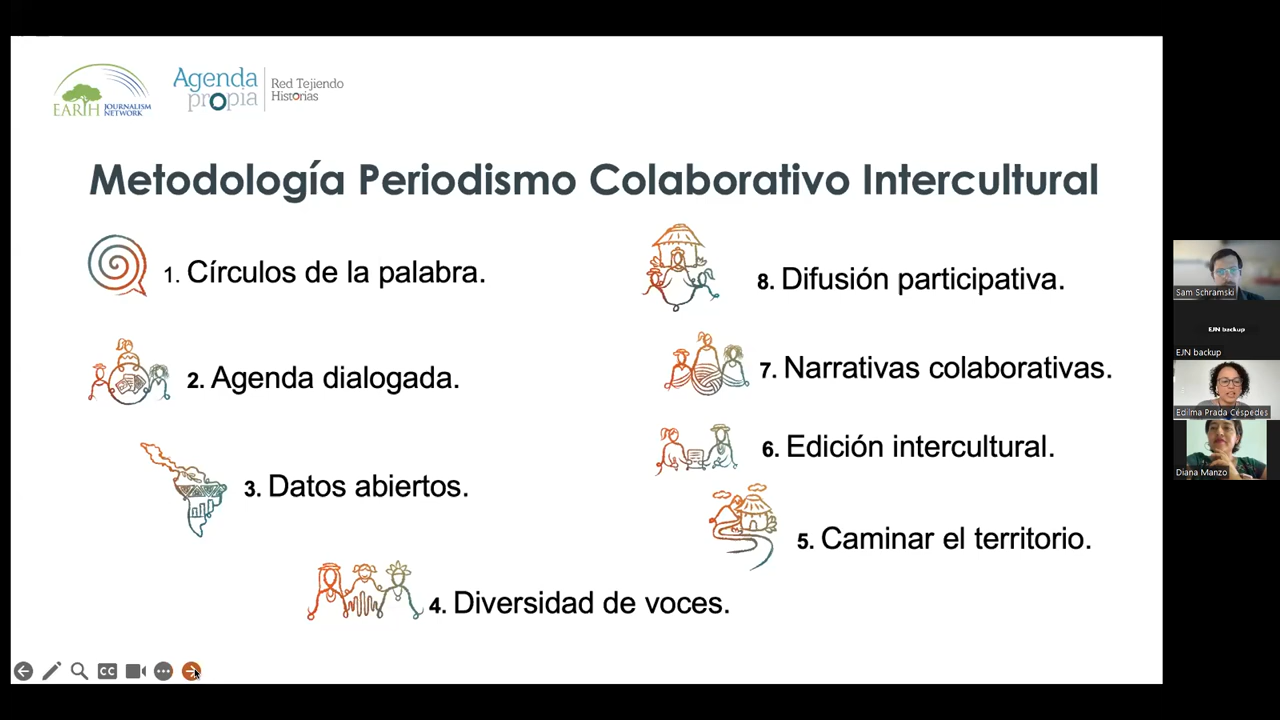 EARTH JOURNALISM
NETWORK
Agenda
propia
Red Tejiendo
Historias
Metodología Periodismo Colaborativo Intercultural
1. Círculos de la palabra.
2. Agenda dialogada.
3. Datos abiertos.
4. Diversidad de voces.
5. Caminar el territorio.
6. Edición intercultural.
7. Narrativas colaborativas.
8. Difusión participativa.
CC
Sam Schramski
EJN backup
EJN backup
Edilma Prada Céspedes
Diana Manzo